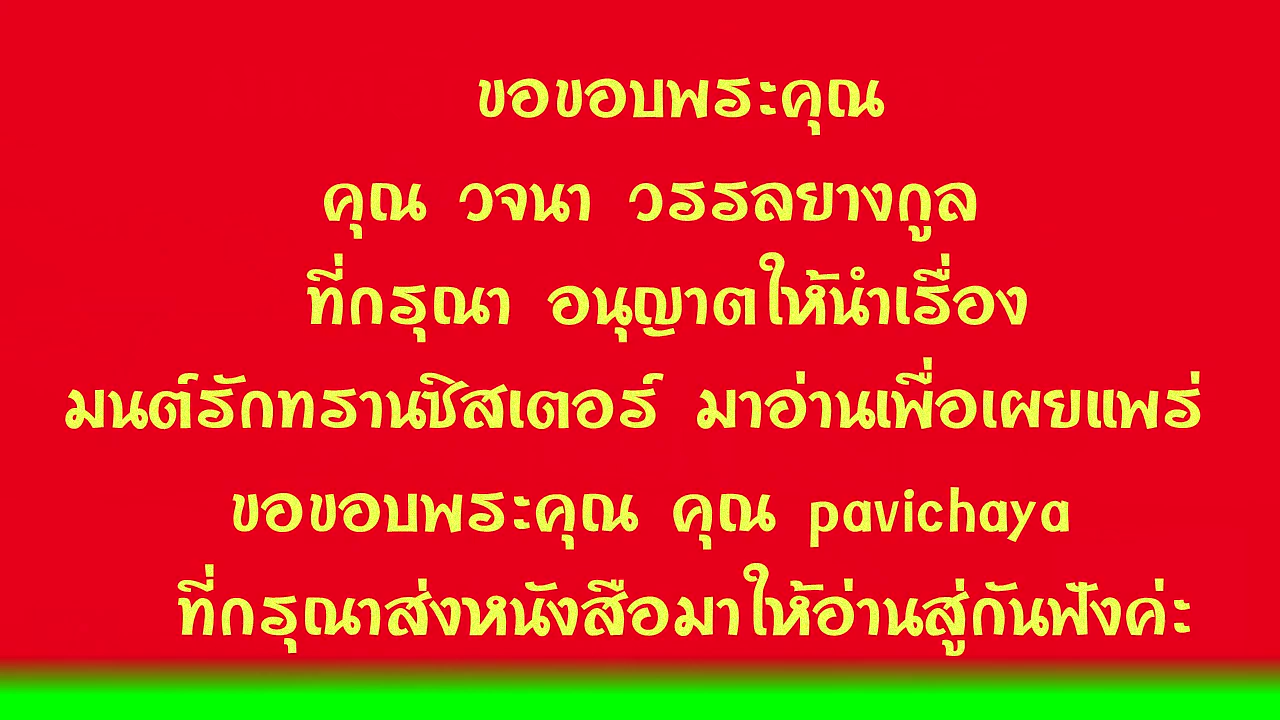 ขอขอบพระคุณ
คุณ วจนา วรรลยางกูล
ที่กรุณา อนุญาตให้นำเรื่อง
มนต์รักทรานซิสเตอร์ มาอ่านเพื่อเผยแพร่
ขอขอบพระคุณ คุณ pavichaya
ที่กรุณาส่งหนังสือมาให้อ่านสู่กันฟังค่ะ